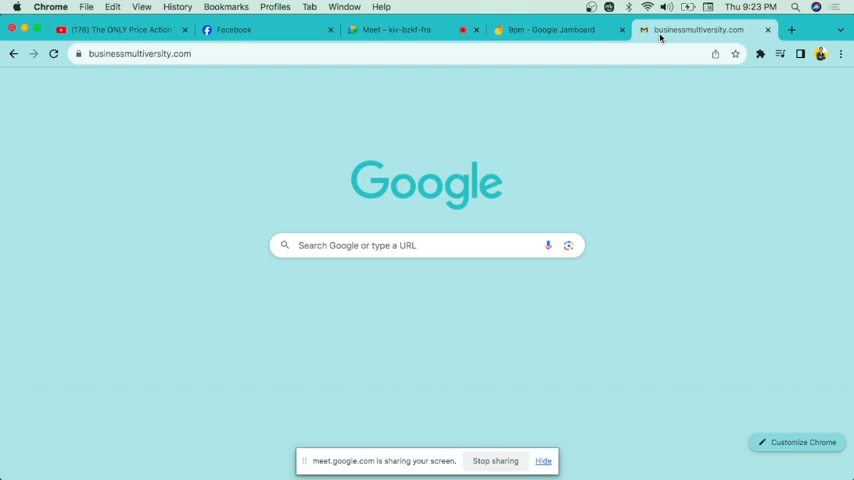 Chrome File Edit View History Bookmarks Profiles Tab Window Help Thu 9:23 PM
(178) The ONLY Price Action Facebook Meet – kiv-bzkf-fra 9pm - Google Jamboard businessmultiversity.com
businessmultiversity.com
Google
Search Google or type a URL
Customize Chrome
meet.google.com is sharing your screen. Stop sharing Hide